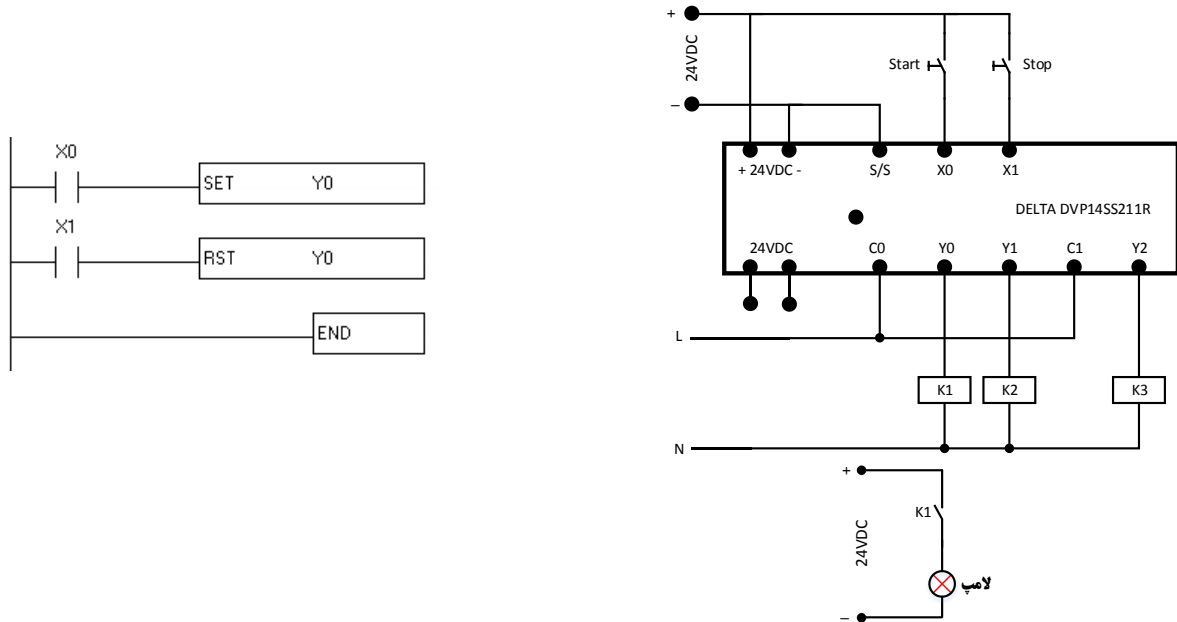 X0
SET Y0
X1
RST Y0
END
+
24VDC
−
Start
Stop
+ 24VDC -
S/S
X0
X1
DELTA DVP14SS211R
24VDC
C0
Y0
Y1
C1
Y2
L
K1
K2
K3
N
+
K1
24VDC
لامپ
−